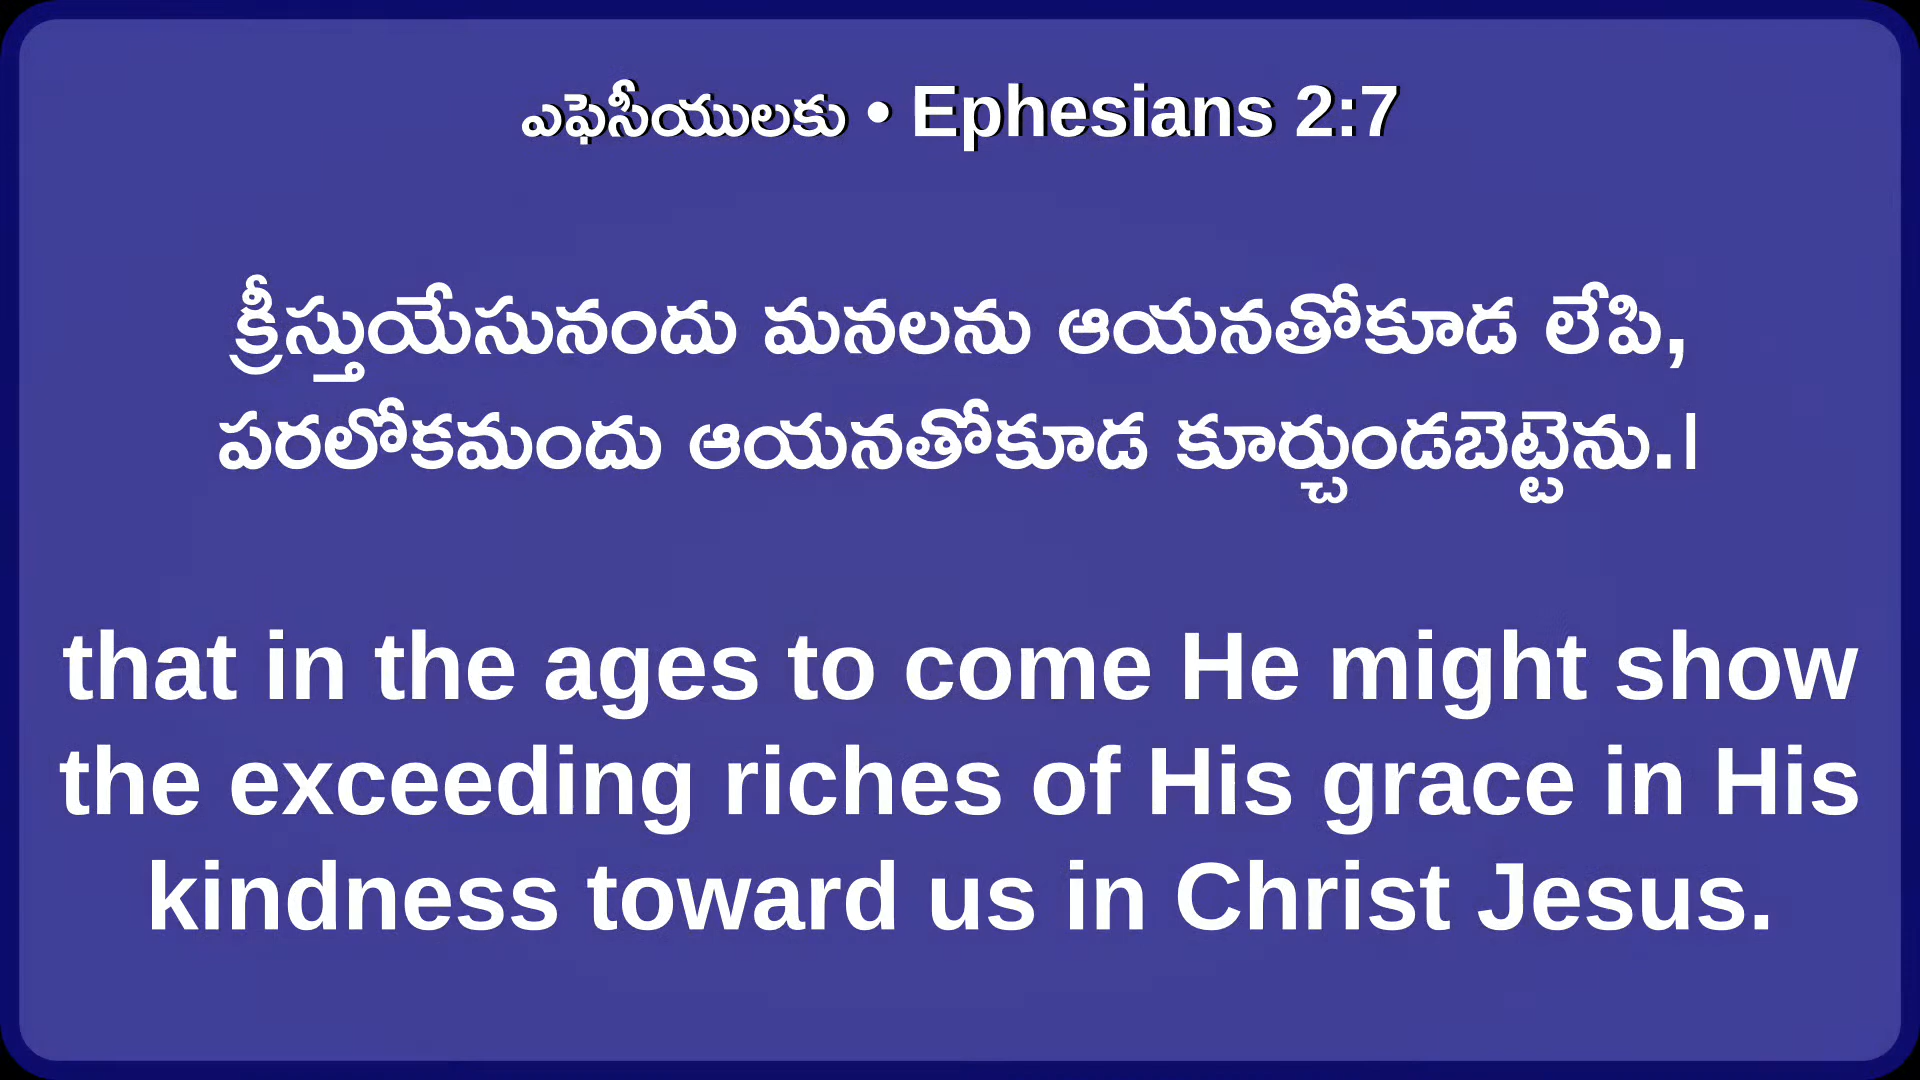 ఎఫెసీయులకు • Ephesians 2:7
క్రీస్తుయేసునందు మనలను ఆయనతోకూడ లేపి,
పరలోకమందు ఆయనతోకూడ కూర్చుండబెట్టెను.|
that in the ages to come He might show
the exceeding riches of His grace in His
kindness toward us in Christ Jesus.